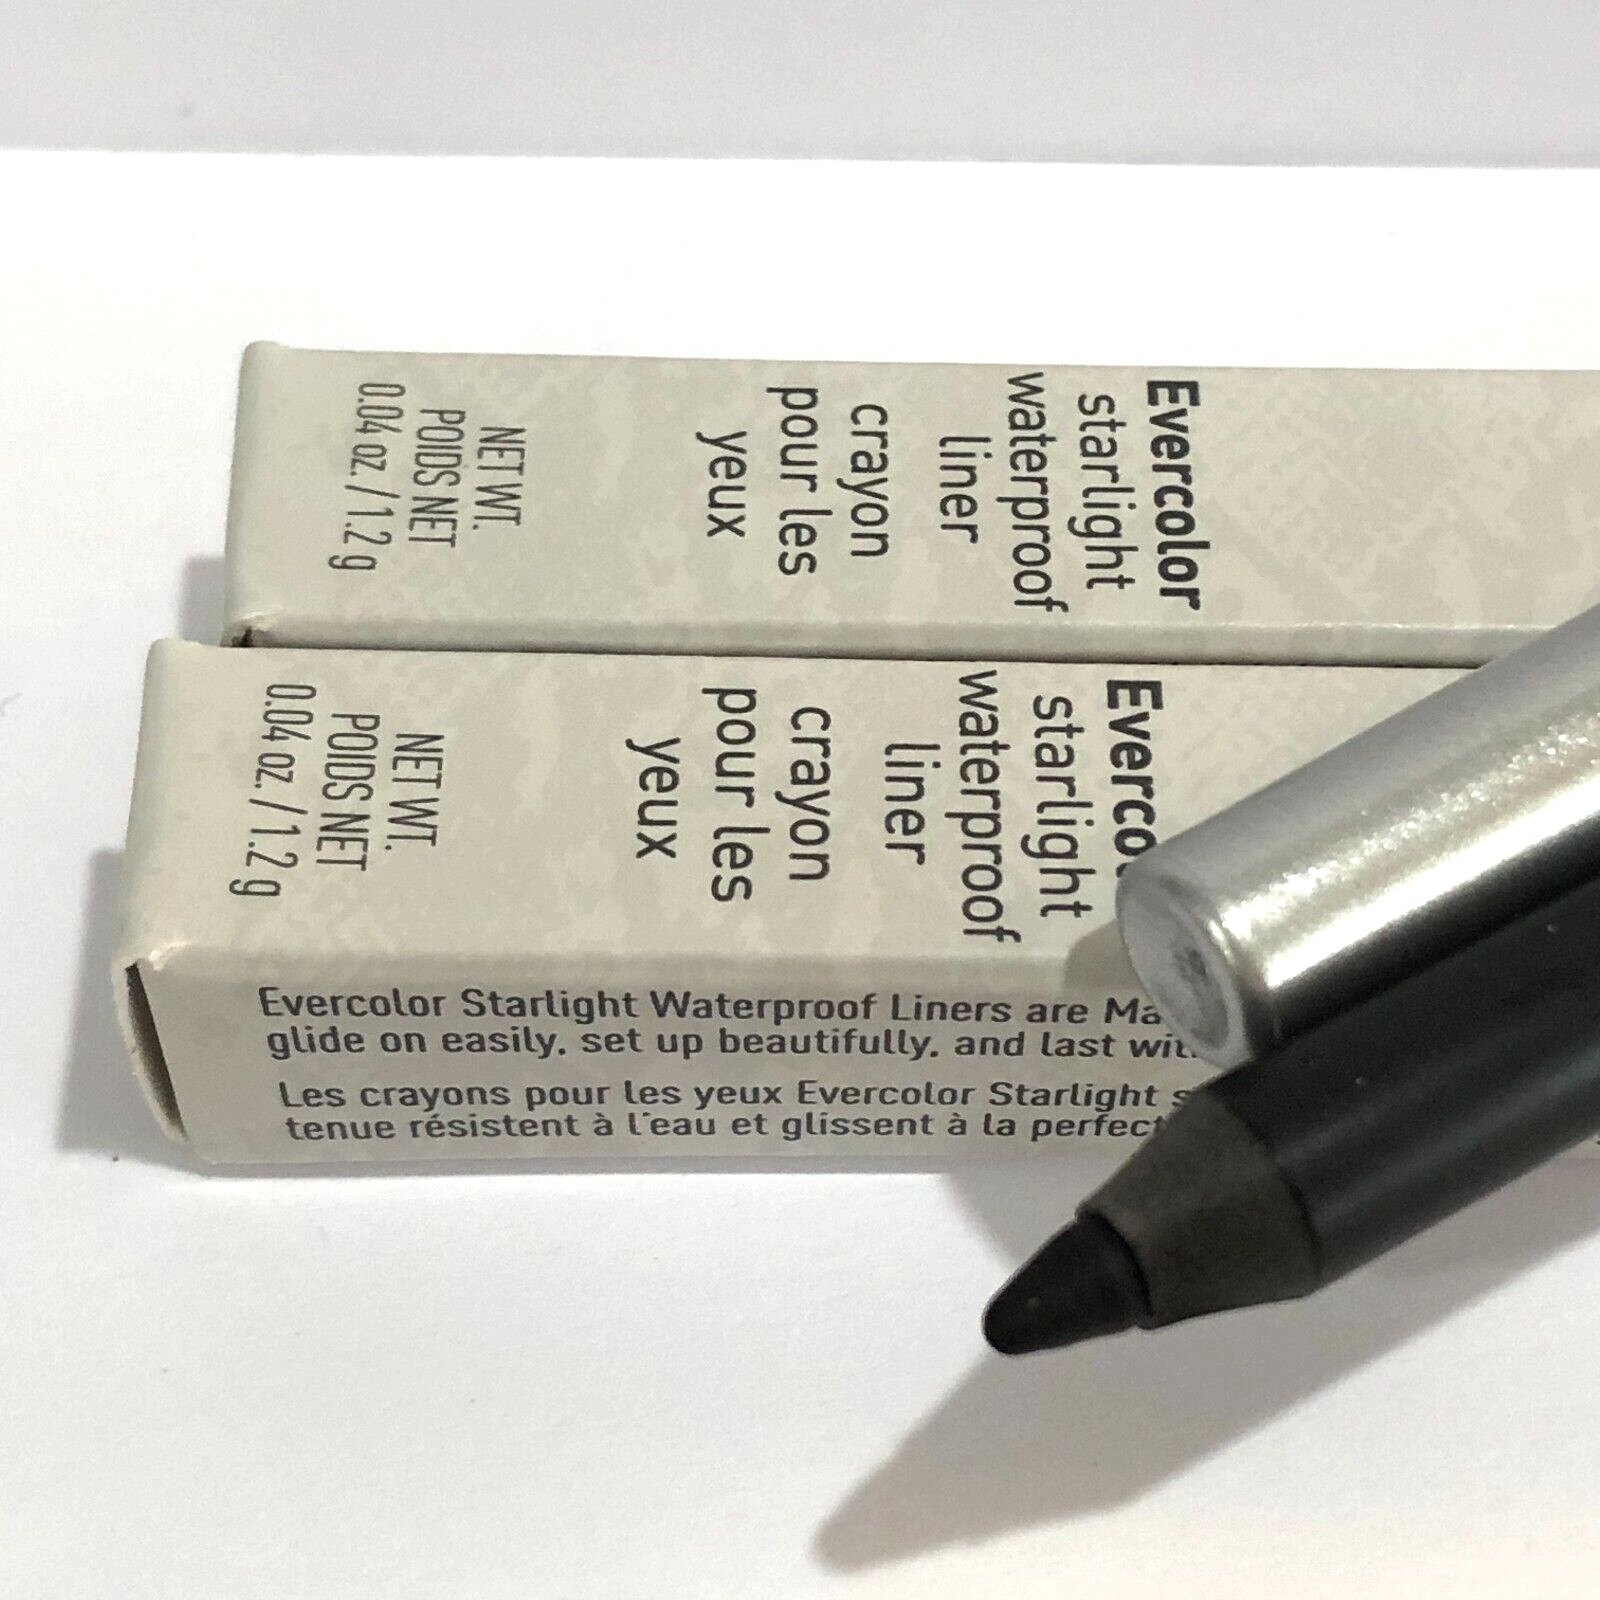 Evercolor
starlight
waterproof
liner
crayon
pour les
yeux
NET WT.
POIDS NET
0.04 oz. / 1.2 g
starlight
waterproof
liner
crayon
pour les
yeux
NET WT.
POIDS NET
0.04 oz. / 1.2 g
Evercolor Starlight Waterproof Liners are
glide on easily, set up beautifully, and last
Les crayons pour les yeux Evercolor Starlight
tenue résistent à l'eau et glissent à la